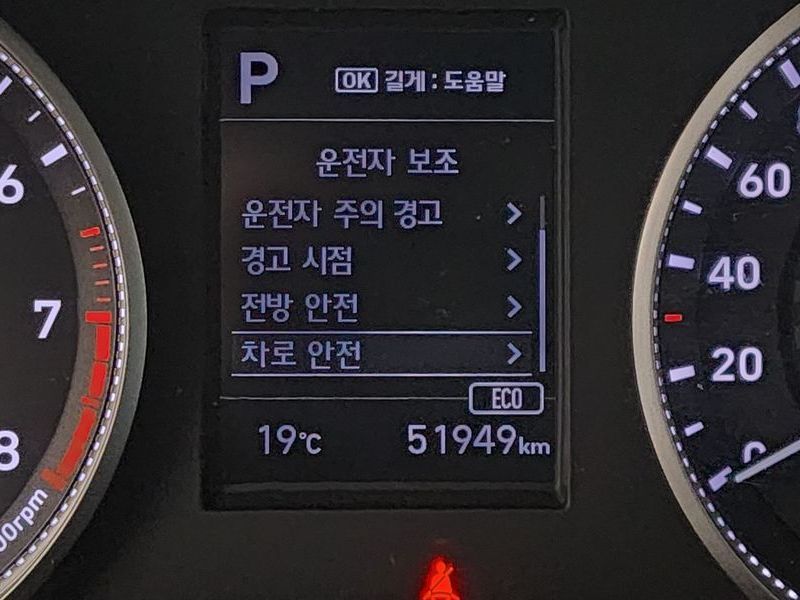 P
OK 길게 : 도움말
운전자 보조
운전자 주의 경고 >
경고 시점 >
전방 안전 >
차로 안전 >
ECO
19°C 51949km
6
7
8
00rpm
60
40
20
0